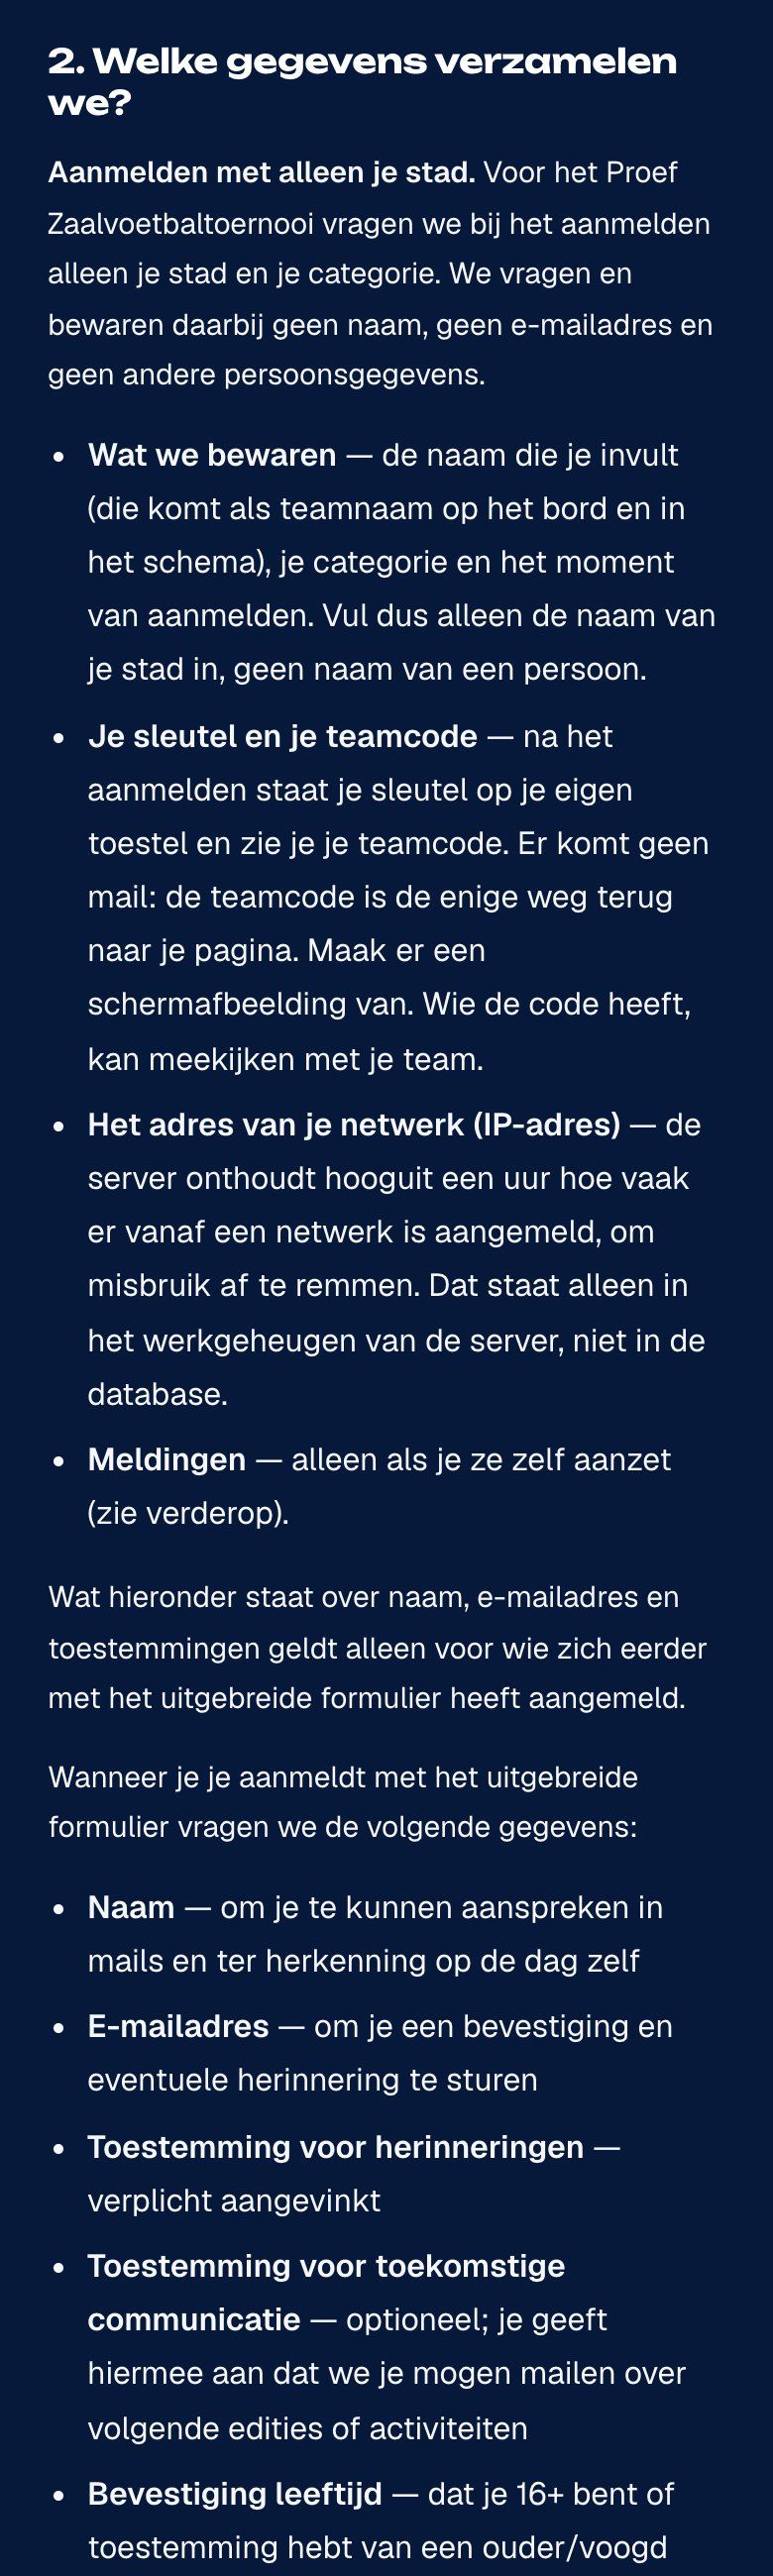 2. Welke gegevens verzamelen
we?
Aanmelden met alleen je stad. Voor het Proef
Zaalvoetbaltoernooi vragen we bij het aanmelden
alleen je stad en je categorie. We vragen en
bewaren daarbij geen naam, geen e-mailadres en
geen andere persoonsgegevens.
• Wat we bewaren — de naam die je invult
(die komt als teamnaam op het bord en in
het schema), je categorie en het moment
van aanmelden. Vul dus alleen de naam van
je stad in, geen naam van een persoon.
• Je sleutel en je teamcode — na het
aanmelden staat je sleutel op je eigen
toestel en zie je je teamcode. Er komt geen
mail: de teamcode is de enige weg terug
naar je pagina. Maak er een
schermafbeelding van. Wie de code heeft,
kan meekijken met je team.
• Het adres van je netwerk (IP-adres) — de
server onthoudt hooguit een uur hoe vaak
er vanaf een netwerk is aangemeld, om
misbruik af te remmen. Dat staat alleen in
het werkgeheugen van de server, niet in de
database.
• Meldingen — alleen als je ze zelf aanzet
(zie verderop).
Wat hieronder staat over naam, e-mailadres en
toestemmingen geldt alleen voor wie zich eerder
met het uitgebreide formulier heeft aangemeld.
Wanneer je je aanmeldt met het uitgebreide
formulier vragen we de volgende gegevens:
• Naam — om je te kunnen aanspreken in
mails en ter herkenning op de dag zelf
• E-mailadres — om je een bevestiging en
eventuele herinnering te sturen
• Toestemming voor herinneringen —
verplicht aangevinkt
• Toestemming voor toekomstige
communicatie — optioneel; je geeft
hiermee aan dat we je mogen mailen over
volgende edities of activiteiten
• Bevestiging leeftijd — dat je 16+ bent of
toestemming hebt van een ouder/voogd